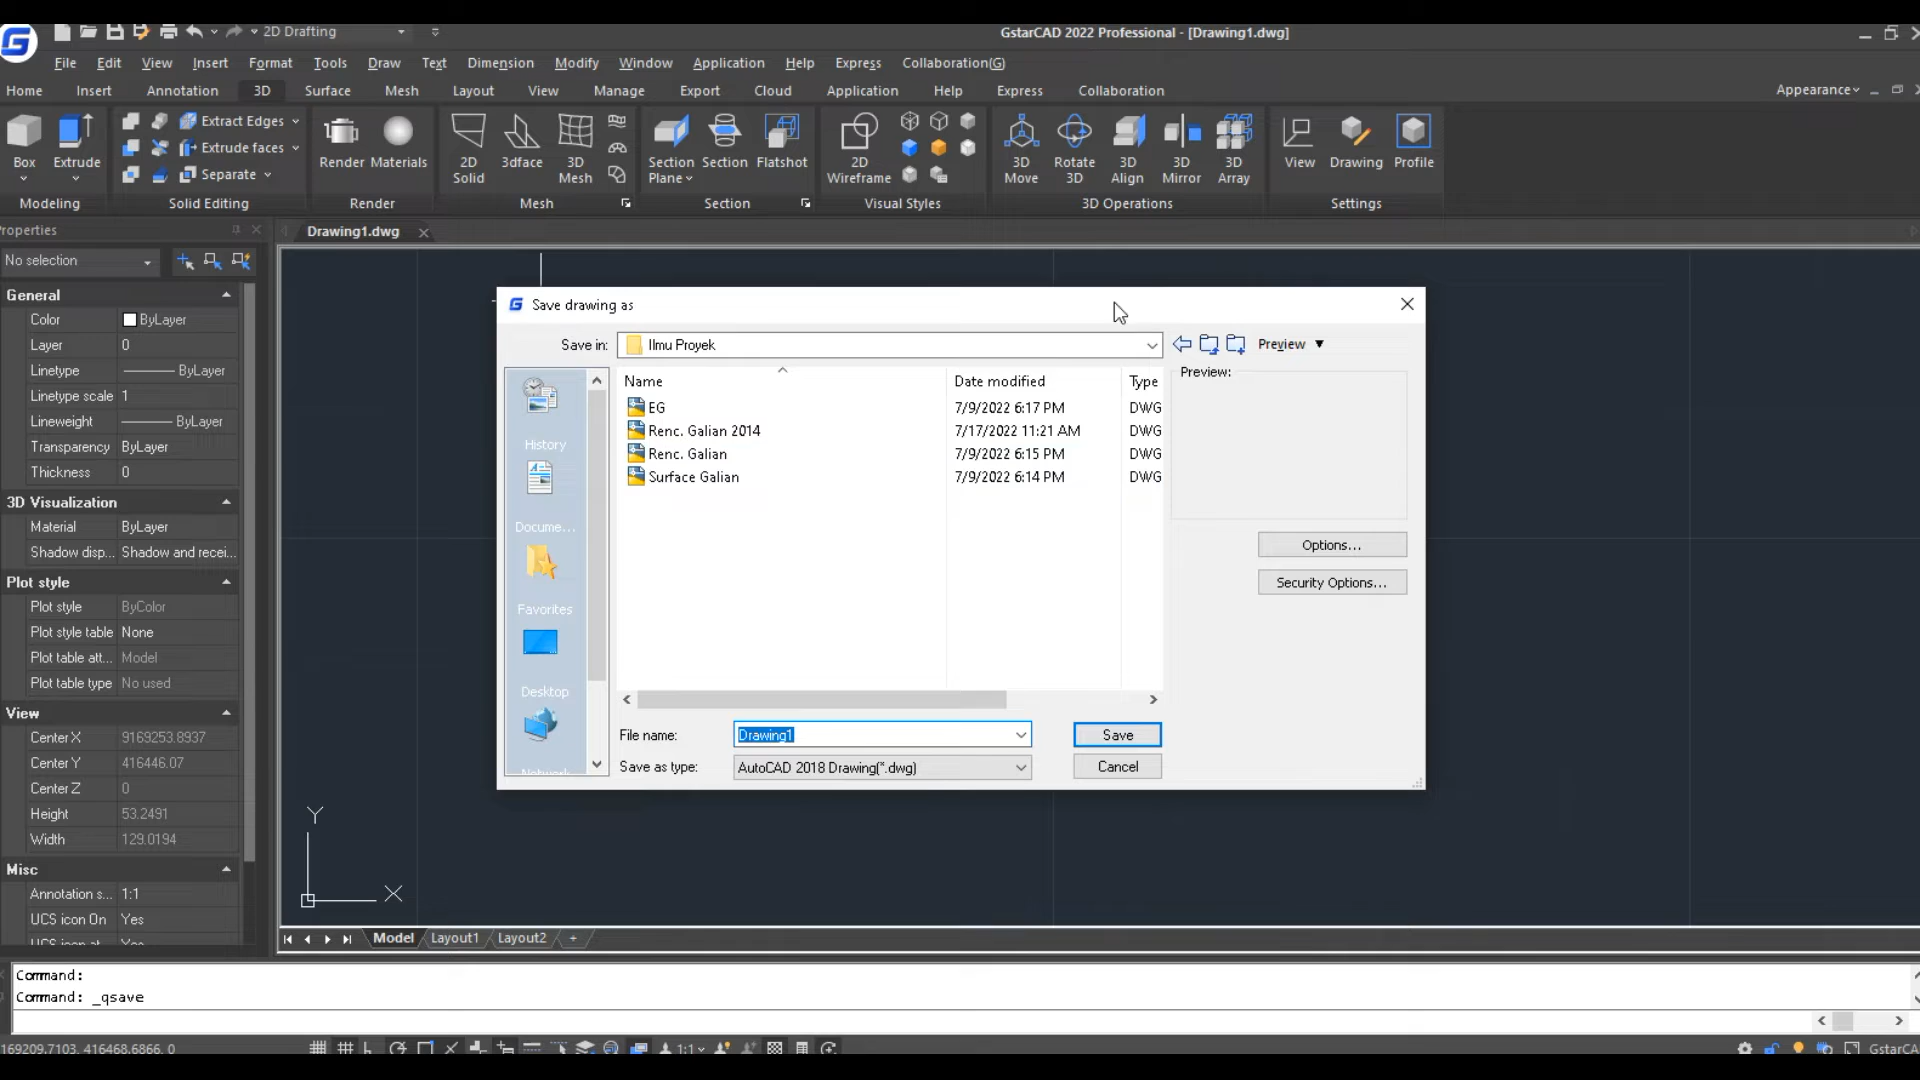 2D Drafting
GstarCAD 2022 Professional - [Drawing1.dwg]
File Edit View Insert Format Tools Draw Text Dimension Modify Window Application Help Express Collaboration(G)
Home Insert Annotation 3D Surface Mesh Layout View Manage Export Cloud Application Help Express Collaboration Appearance
Box Extrude
Extract Edges
Extrude faces
Separate
Render Materials
2D Solid
3dface
3D Mesh
Section Plane
Section
Flatshot
2D Wireframe
3D Move
Rotate 3D
3D Align
3D Mirror
3D Array
View Drawing Profile
Modeling Solid Editing Render Mesh Section Visual Styles 3D Operations Settings
Properties
Drawing1.dwg
No selection
General
Color ByLayer
Layer 0
Linetype ByLayer
Linetype scale 1
Lineweight ByLayer
Transparency ByLayer
Thickness 0
3D Visualization
Material ByLayer
Shadow disp... Shadow and recei...
Plot style
Plot style ByColor
Plot style table None
Plot table att... Model
Plot table type No used
View
Center X 9169253.8937
Center Y 416446.07
Center Z 0
Height 53.2491
Width 129.0194
Misc
Annotation s... 1:1
UCS icon On Yes
UCS icon at Yes
Save drawing as
Save in: Ilmu Proyek
Preview ▼
History
Docume...
Favorites
Desktop
Network
Name Date modified Type
EG 7/9/2022 6:17 PM DWG
Renc. Galian 2014 7/17/2022 11:21 AM DWG
Renc. Galian 7/9/2022 6:15 PM DWG
Surface Galian 7/9/2022 6:14 PM DWG
Preview:
Options...
Security Options...
File name: Drawing1 Save
Save as type: AutoCAD 2018 Drawing(*.dwg) Cancel
Y
X
Model Layout1 Layout2 +
Command:
Command: _qsave
169209.7103, 416468.6866, 0
1:1
GstarCA